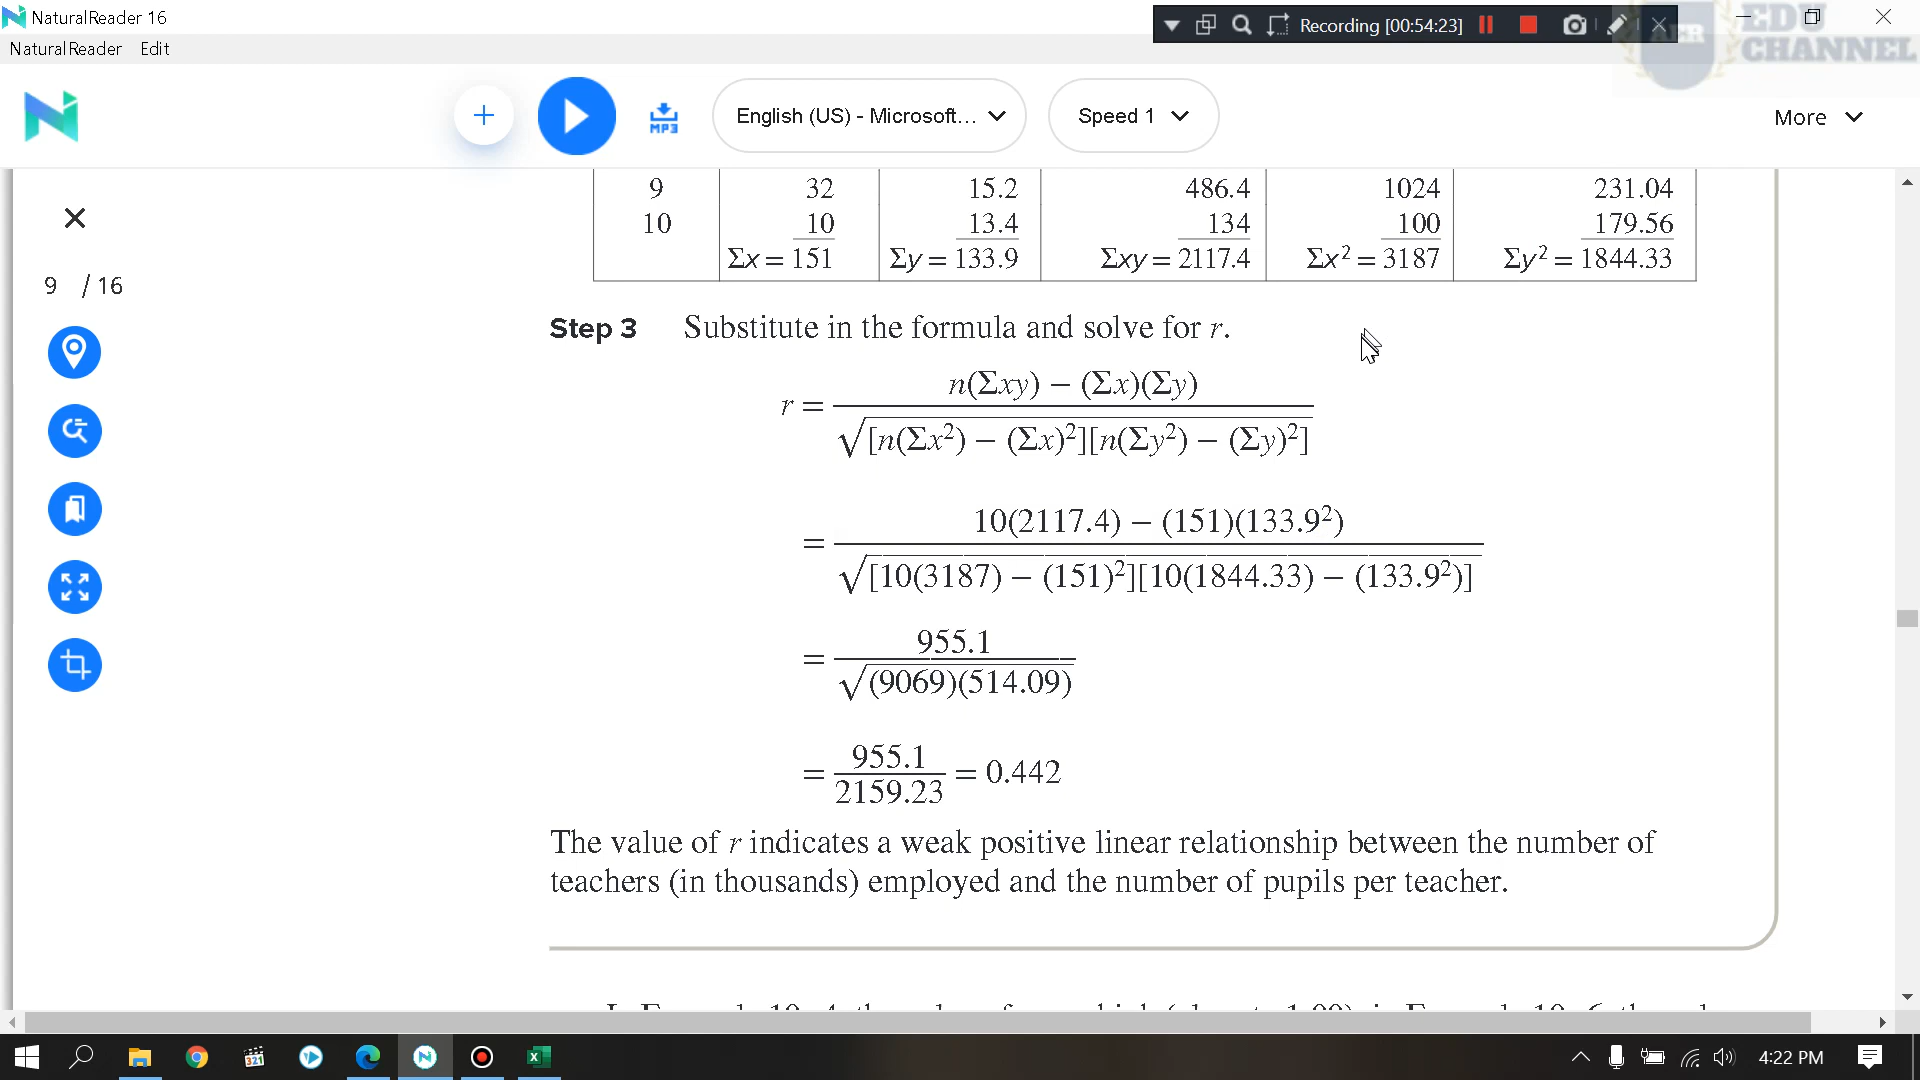 NaturalReader 16
Recording [00:54:23]
AER
EDU
CHANNEL
NaturalReader Edit
MP3
English (US) - Microsoft...
Speed 1
More
9 32 15.2 486.4 1024 231.04
10 10 13.4 134 100 179.56
Σx = 151 Σy = 133.9 Σxy = 2117.4 Σx² = 3187 Σy² = 1844.33
9 / 16
Step 3 Substitute in the formula and solve for r.
n(Σxy) − (Σx)(Σy)
r =
√[n(Σx²) − (Σx)²][n(Σy²) − (Σy)²]
10(2117.4) − (151)(133.9²)
=
√[10(3187) − (151)²][10(1844.33) − (133.9²)]
955.1
=
√(9069)(514.09)
955.1
= = 0.442
2159.23
The value of r indicates a weak positive linear relationship between the number of
teachers (in thousands) employed and the number of pupils per teacher.
321
4:22 PM